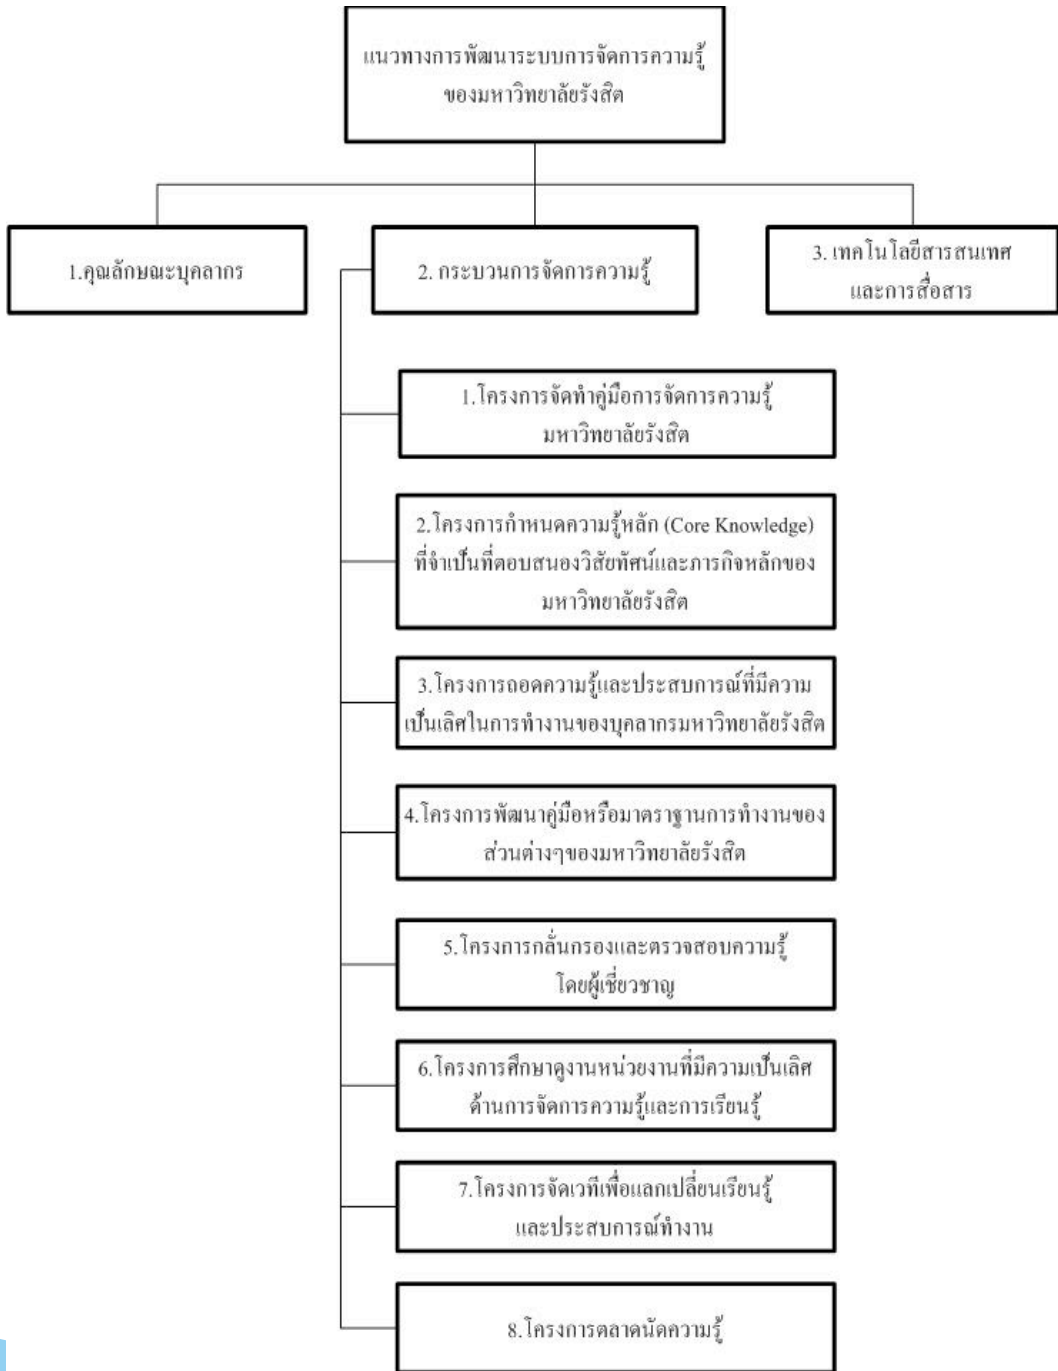 แนวทางการพัฒนาระบบการจัดการความรู้
ของมหาวิทยาลัยรังสิต
1.คุณลักษณะบุคลากร
2. กระบวนการจัดการความรู้
3. เทคโนโลยีสารสนเทศ
และการสื่อสาร
1.โครงการจัดทำคู่มือการจัดการความรู้
มหาวิทยาลัยรังสิต
2.โครงการกำหนดความรู้หลัก (Core Knowledge)
ที่จำเป็นที่ตอบสนองวิสัยทัศน์และภารกิจหลักของ
มหาวิทยาลัยรังสิต
3.โครงการถอดความรู้และประสบการณ์ที่มีความ
เป็นเลิศในการทำงานของบุคลากรมหาวิทยาลัยรังสิต
4.โครงการพัฒนาคู่มือหรือมาตราฐานการทำงานของ
ส่วนต่างๆของมหาวิทยาลัยรังสิต
5.โครงการกลั่นกรองและตรวจสอบความรู้
โดยผู้เชี่ยวชาญ
6.โครงการศึกษาดูงานหน่วยงานที่มีความเป็นเลิศ
ด้านการจัดการความรู้และการเรียนรู้
7.โครงการจัดเวทีเพื่อแลกเปลี่ยนเรียนรู้
และประสบการณ์ทำงาน
8.โครงการตลาดนัดความรู้